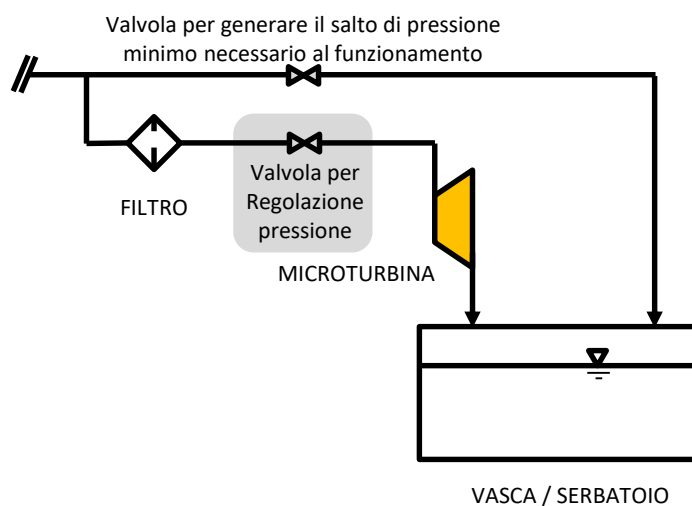 Valvola per generare il salto di pressione
minimo necessario al funzionamento
Valvola per
Regolazione
pressione
FILTRO
MICROTURBINA
VASCA / SERBATOIO